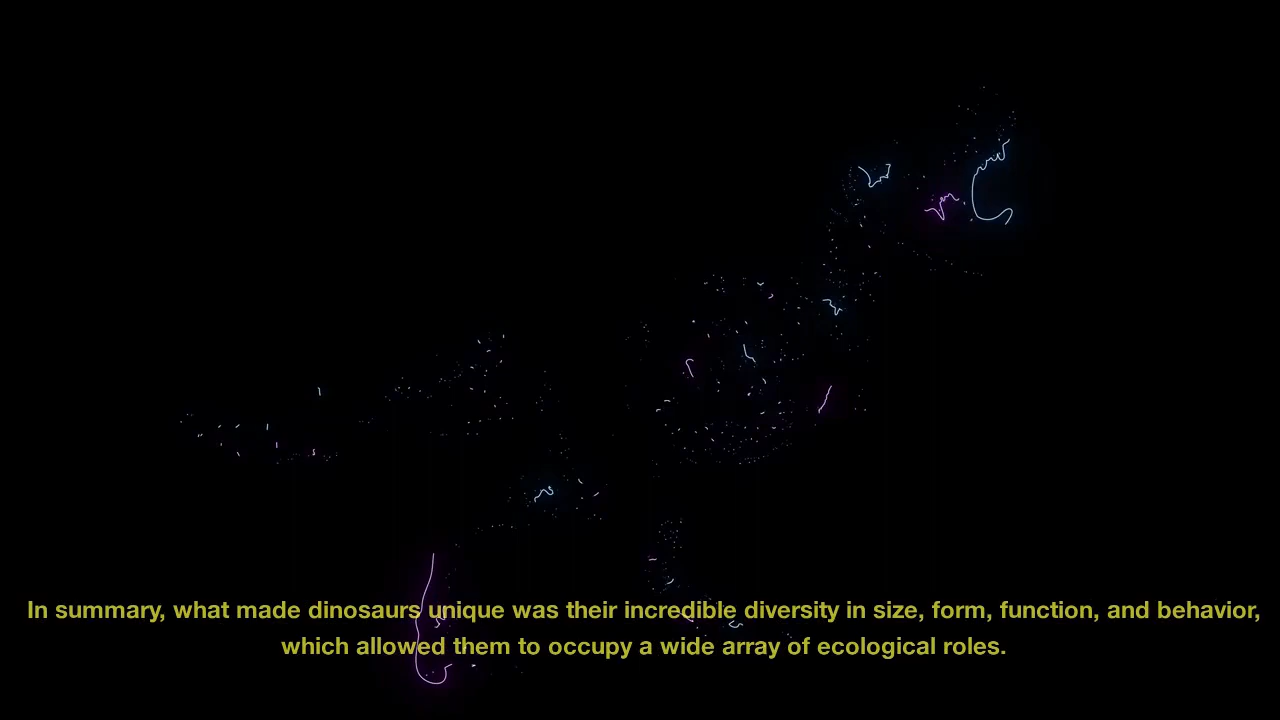 In summary, what made dinosaurs unique was their incredible diversity in size, form, function, and behavior,
which allowed them to occupy a wide array of ecological roles.